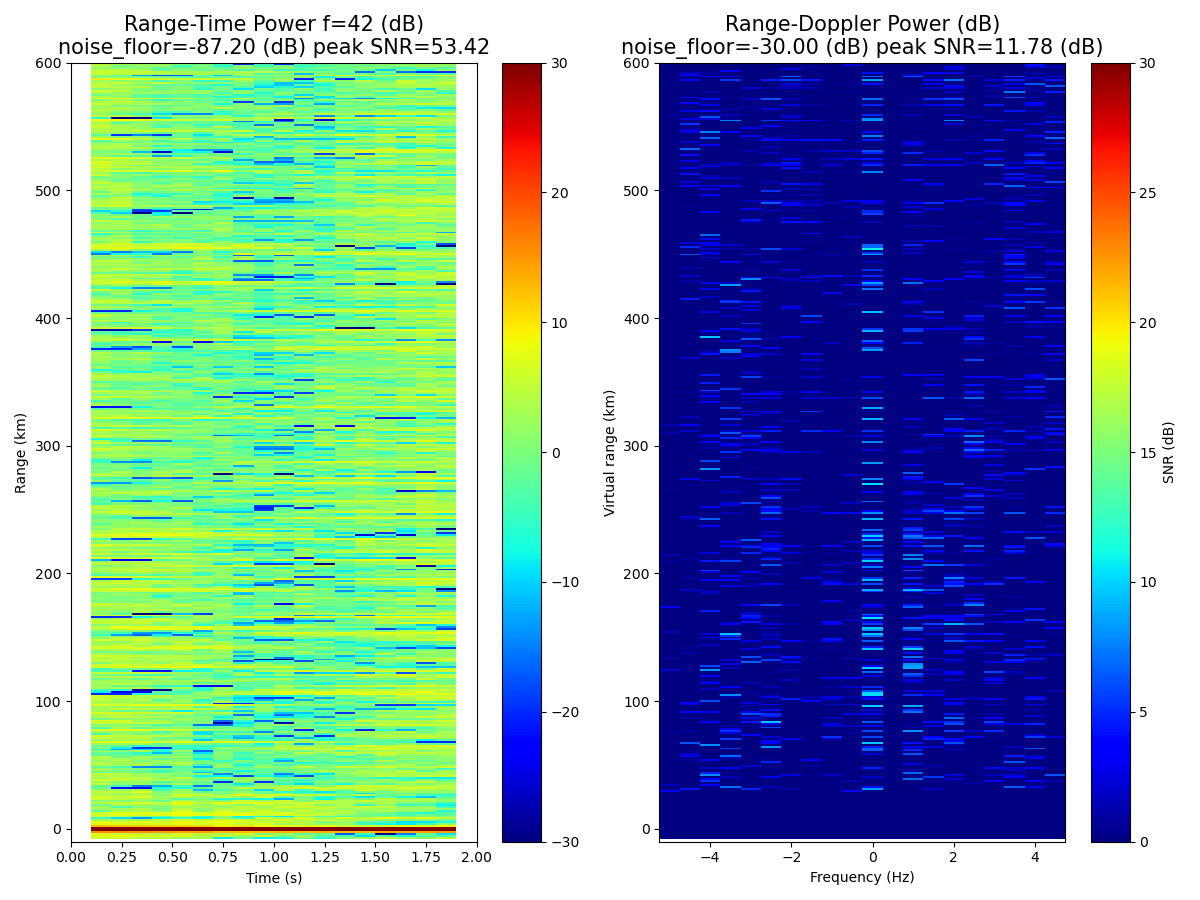 Range-Time Power f=42 (dB)
noise_floor=-87.20 (dB) peak SNR=53.42
600
500
400
300
200
100
0
Range (km)
0.00 0.25 0.50 0.75 1.00 1.25 1.50 1.75 2.00
Time (s)
30
20
10
0
−10
−20
−30
Range-Doppler Power (dB)
noise_floor=-30.00 (dB) peak SNR=11.78 (dB)
600
500
400
300
200
100
0
Virtual range (km)
−4 −2 0 2 4
Frequency (Hz)
30
25
20
15
10
5
0
SNR (dB)